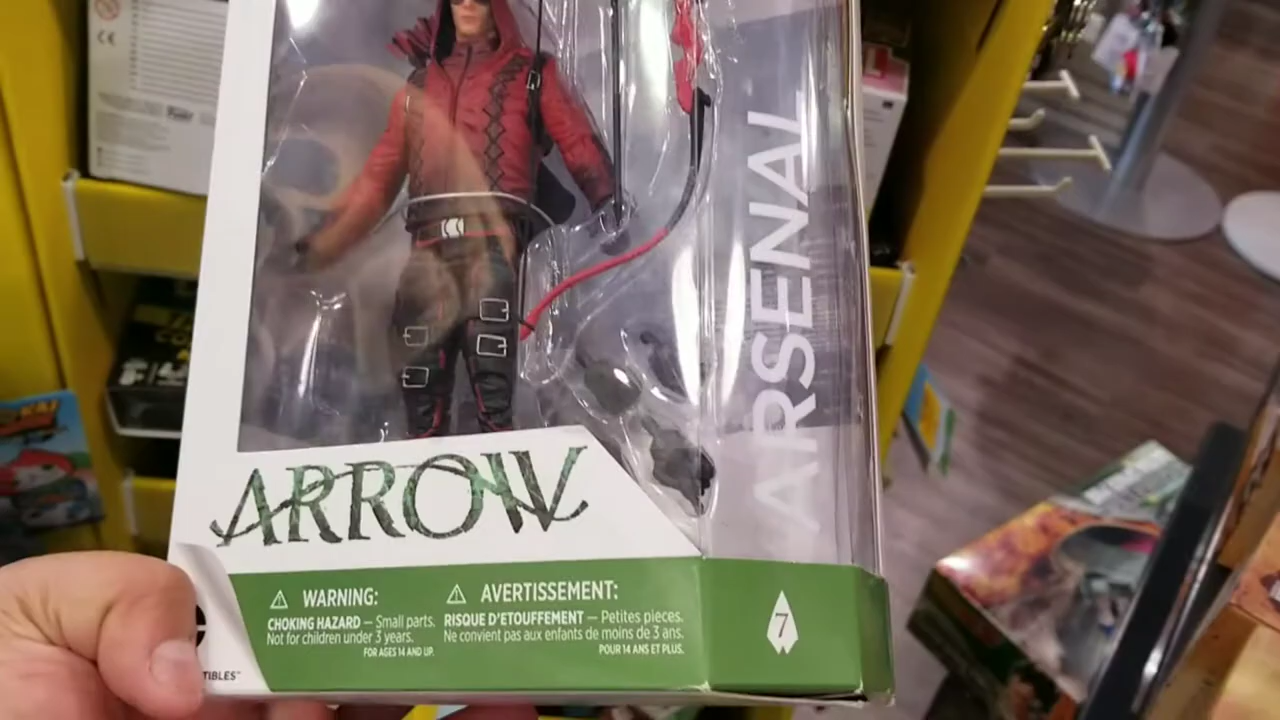 ARSENAL
ARROW
WARNING:
CHOKING HAZARD — Small parts.
Not for children under 3 years.
FOR AGES 14 AND UP.
AVERTISSEMENT:
RISQUE D'ETOUFFEMENT — Petites pieces.
Ne convient pas aux enfants de moins de 3 ans.
POUR 14 ANS ET PLUS.
7
TIBLES™